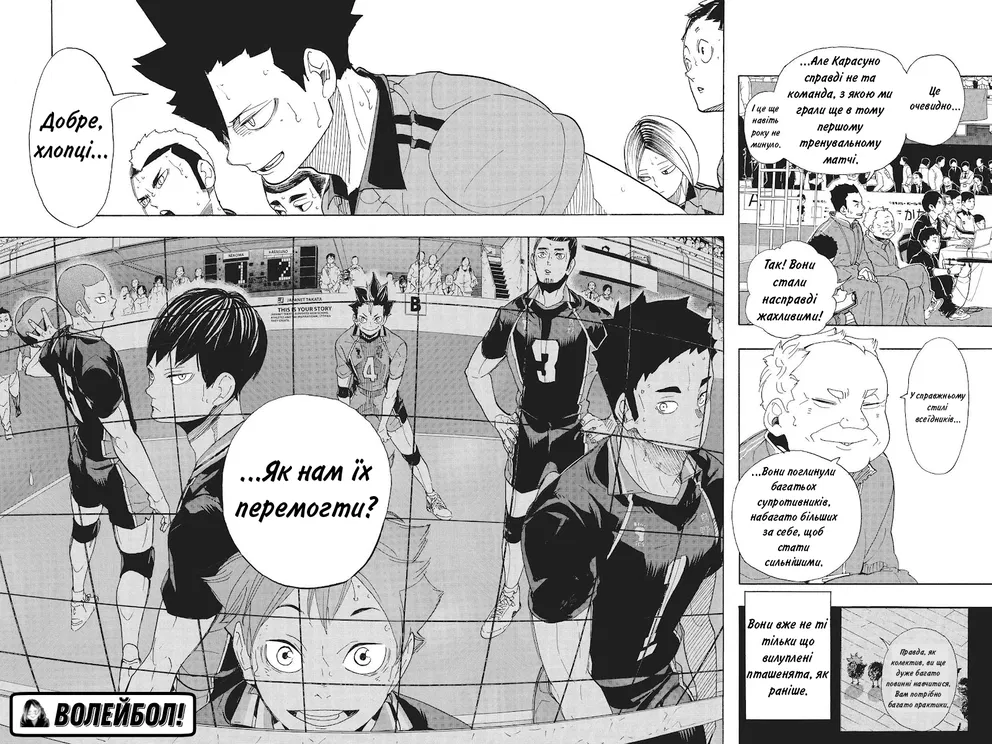 Це
очевидно...
...Але Карасуно
справді не та
команда, з якою ми
грали ще в тому
першому
тренувальному
матчі.
І це ще
навіть
року не
минуло.
Так! Вони
стали
насправді
жахливими!
У справжньому
стилі
всеїдників...
...Вони поглинули
багатьох
супротивників,
набагато більших
за себе, щоб
стати
сильнішими.
Вони вже не ті
тільки що
вилуплені
пташенята, як
раніше.
Правда, як
колектив, ви ще
дуже багато
повинні навчитися.
Вам потрібно
багато практики.
Добре,
хлопці...
NEKOMA
KARASUNO
JAPANET TAKATA
THIS IS YOUR STORY
B
4
3
1
...Як нам їх
перемогти?
ВОЛЕЙБОЛ!